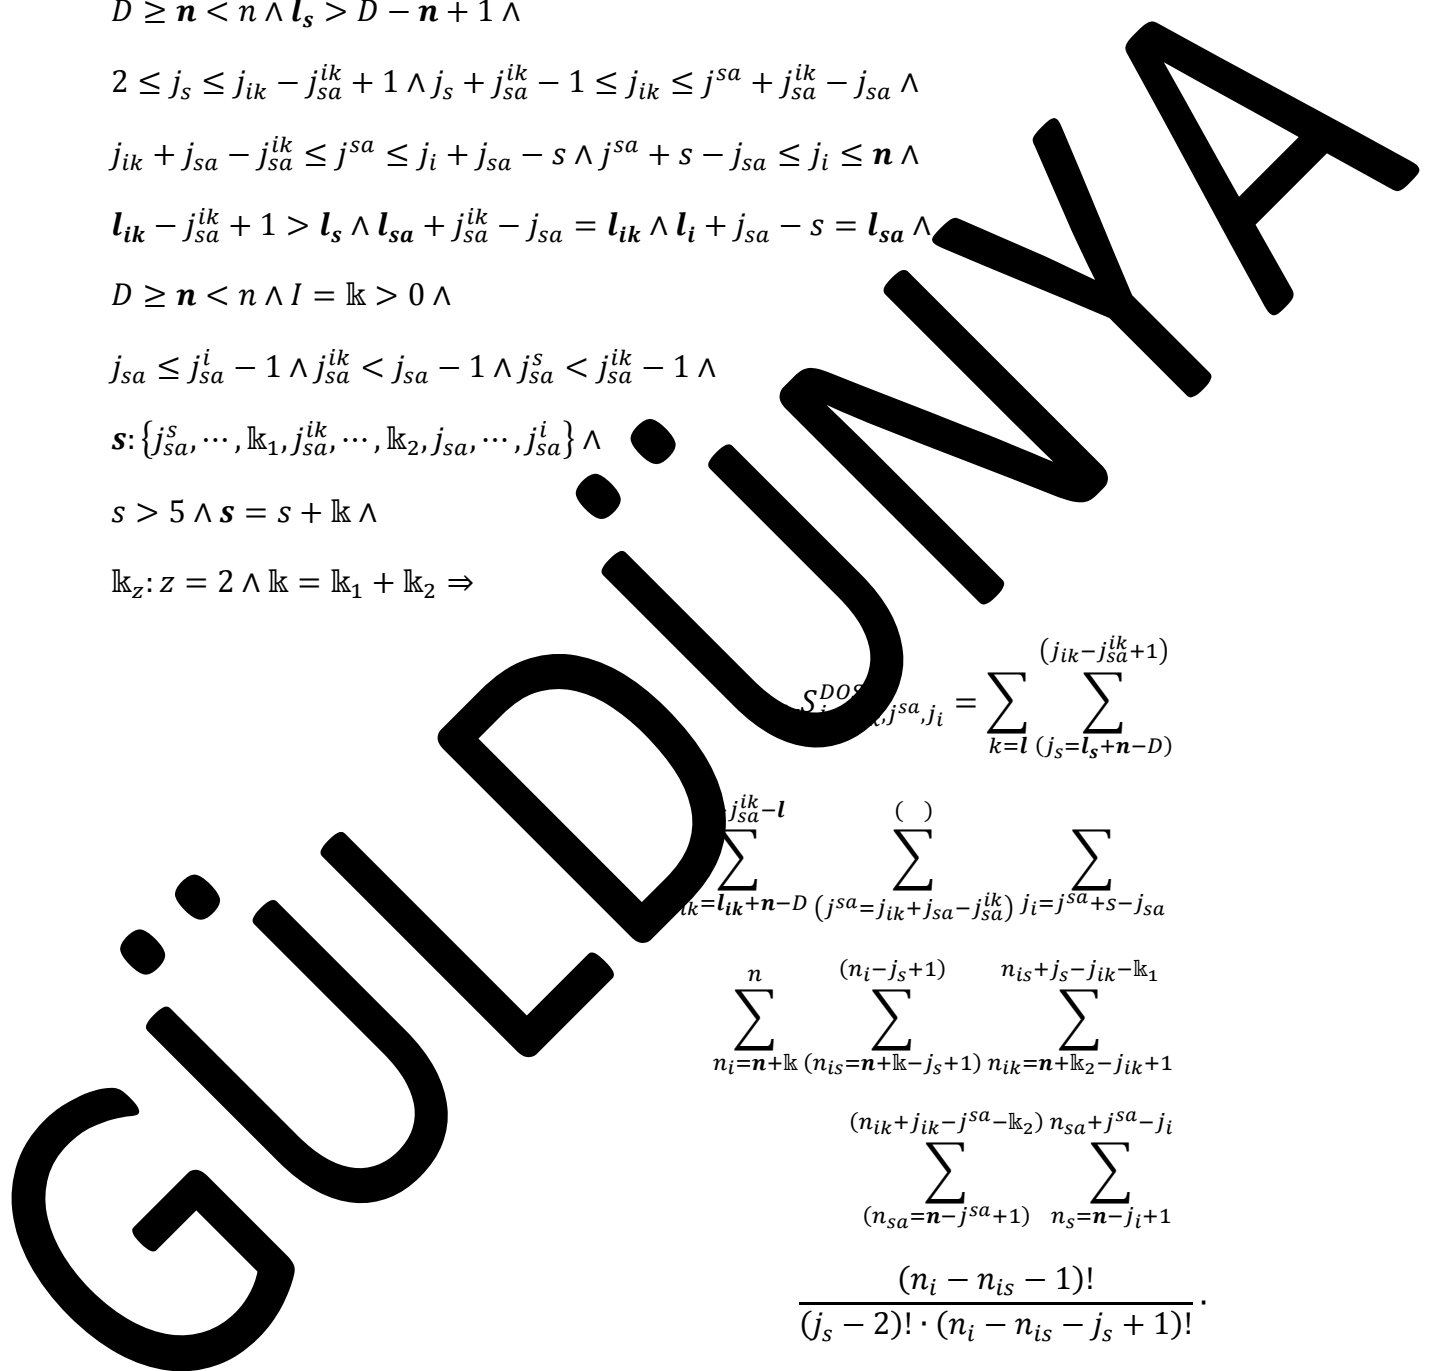 D ≥ 𝒏 < n ∧ 𝒍ₛ > D − 𝒏 + 1 ∧
2 ≤ j_s ≤ j_{ik} − j_{sa}^{ik} + 1 ∧ j_s + j_{sa}^{ik} − 1 ≤ j_{ik} ≤ j^{sa} + j_{sa}^{ik} − j_{sa} ∧
j_{ik} + j_{sa} − j_{sa}^{ik} ≤ j^{sa} ≤ j_i + j_{sa} − s ∧ j^{sa} + s − j_{sa} ≤ j_i ≤ 𝒏 ∧
𝒍_{ik} − j_{sa}^{ik} + 1 > 𝒍_s ∧ 𝒍_{sa} + j_{sa}^{ik} − j_{sa} = 𝒍_{ik} ∧ 𝒍_i + j_{sa} − s = 𝒍_{sa} ∧
D ≥ 𝒏 < n ∧ I = 𝕜 > 0 ∧
j_{sa} ≤ j_{sa}^{i} − 1 ∧ j_{sa}^{ik} < j_{sa} − 1 ∧ j_{sa}^{s} < j_{sa}^{ik} − 1 ∧
𝒔: {j_{sa}^{s}, ⋯, 𝕜_1, j_{sa}^{ik}, ⋯, 𝕜_2, j_{sa}, ⋯, j_{sa}^{i}} ∧
s > 5 ∧ 𝒔 = s + 𝕜 ∧
𝕜_z: z = 2 ∧ 𝕜 = 𝕜_1 + 𝕜_2 ⇒
(j_{ik}−j_{sa}^{ik}+1)
j^{sa},j_i = ∑ ∑
k=𝒍 (j_s=𝒍_s+𝒏−D)
j_{sa}^{ik}−𝒍 ( )
∑ ∑ ∑
=𝒍_{ik}+𝒏−D (j^{sa}=j_{ik}+j_{sa}−j_{sa}^{ik}) j_i=j^{sa}+s−j_{sa}
n (n_i−j_s+1) n_{is}+j_s−j_{ik}−𝕜_1
∑ ∑ ∑
n_i=𝒏+𝕜 (n_{is}=𝒏+𝕜−j_s+1) n_{ik}=𝒏+𝕜_2−j_{ik}+1
(n_{ik}+j_{ik}−j^{sa}−𝕜_2) n_{sa}+j^{sa}−j_i
∑ ∑
(n_{sa}=𝒏−j^{sa}+1) n_s=𝒏−j_i+1
(n_i − n_{is} − 1)!
(j_s − 2)! · (n_i − n_{is} − j_s + 1)! ·
GÜLDÜNYA